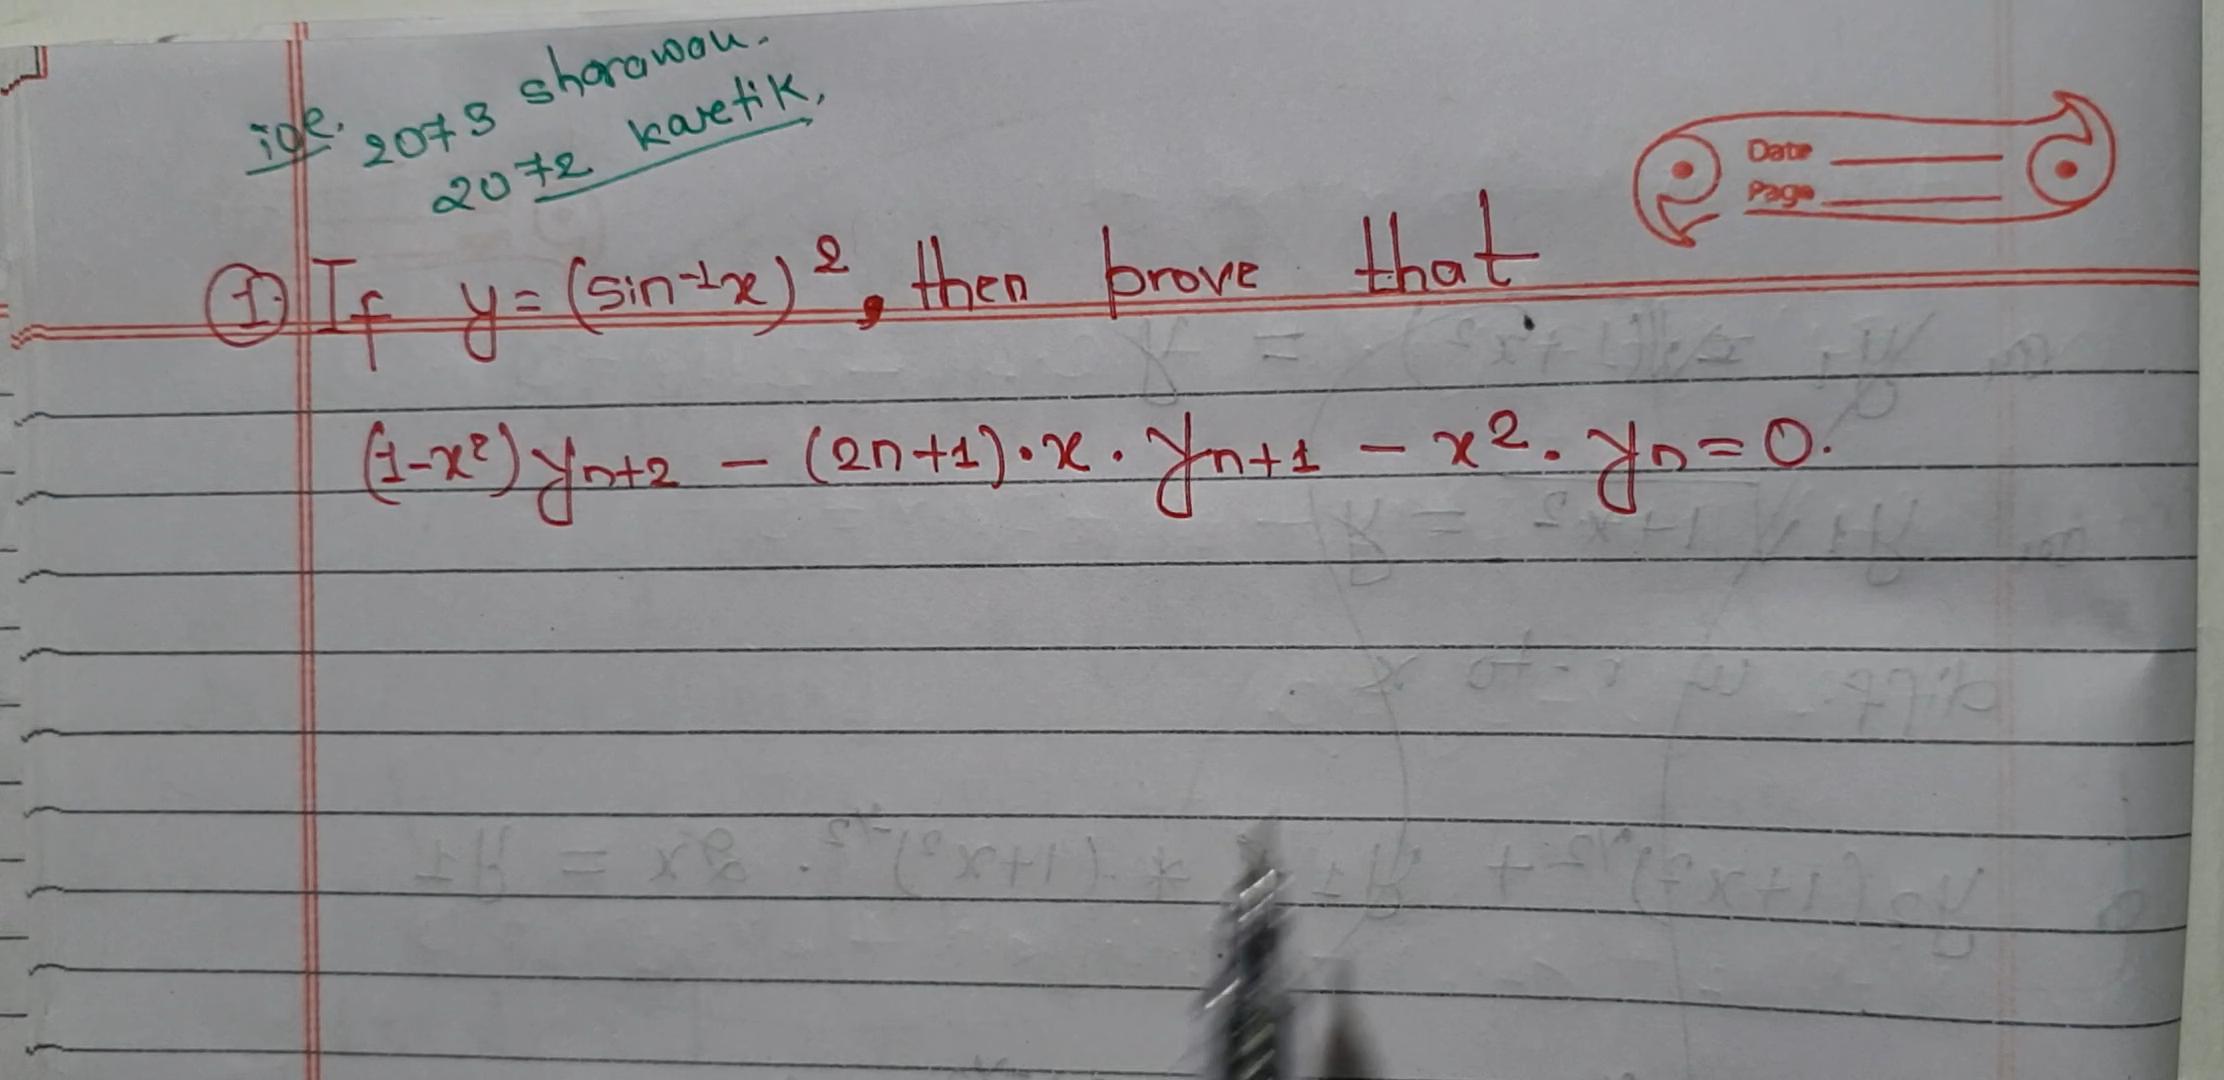 ioe. 2073 sharawan.
2072 kavetik,
Date
Page
① If y = (sin⁻¹x)², then prove that
(1-x²) yn+2 - (2n+1)·x·yn+1 - x²·yn = 0.